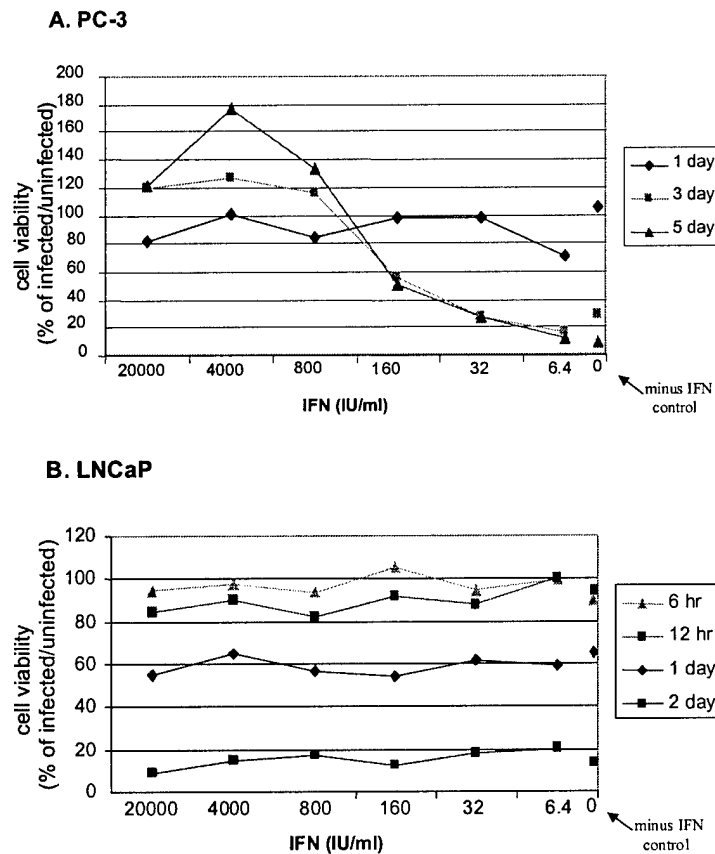 A. PC-3
200
180
160
140
120
100
80
60
40
20
0
cell viability
(% of infected/uninfected)
20000 4000 800 160 32 6.4 0
IFN (IU/ml)
1 day
3 day
5 day
minus IFN
control
B. LNCaP
120
100
80
60
40
20
0
cell viability
(% of infected/uninfected)
20000 4000 800 160 32 6.4 0
IFN (IU/ml)
6 hr
12 hr
1 day
2 day
minus IFN
control